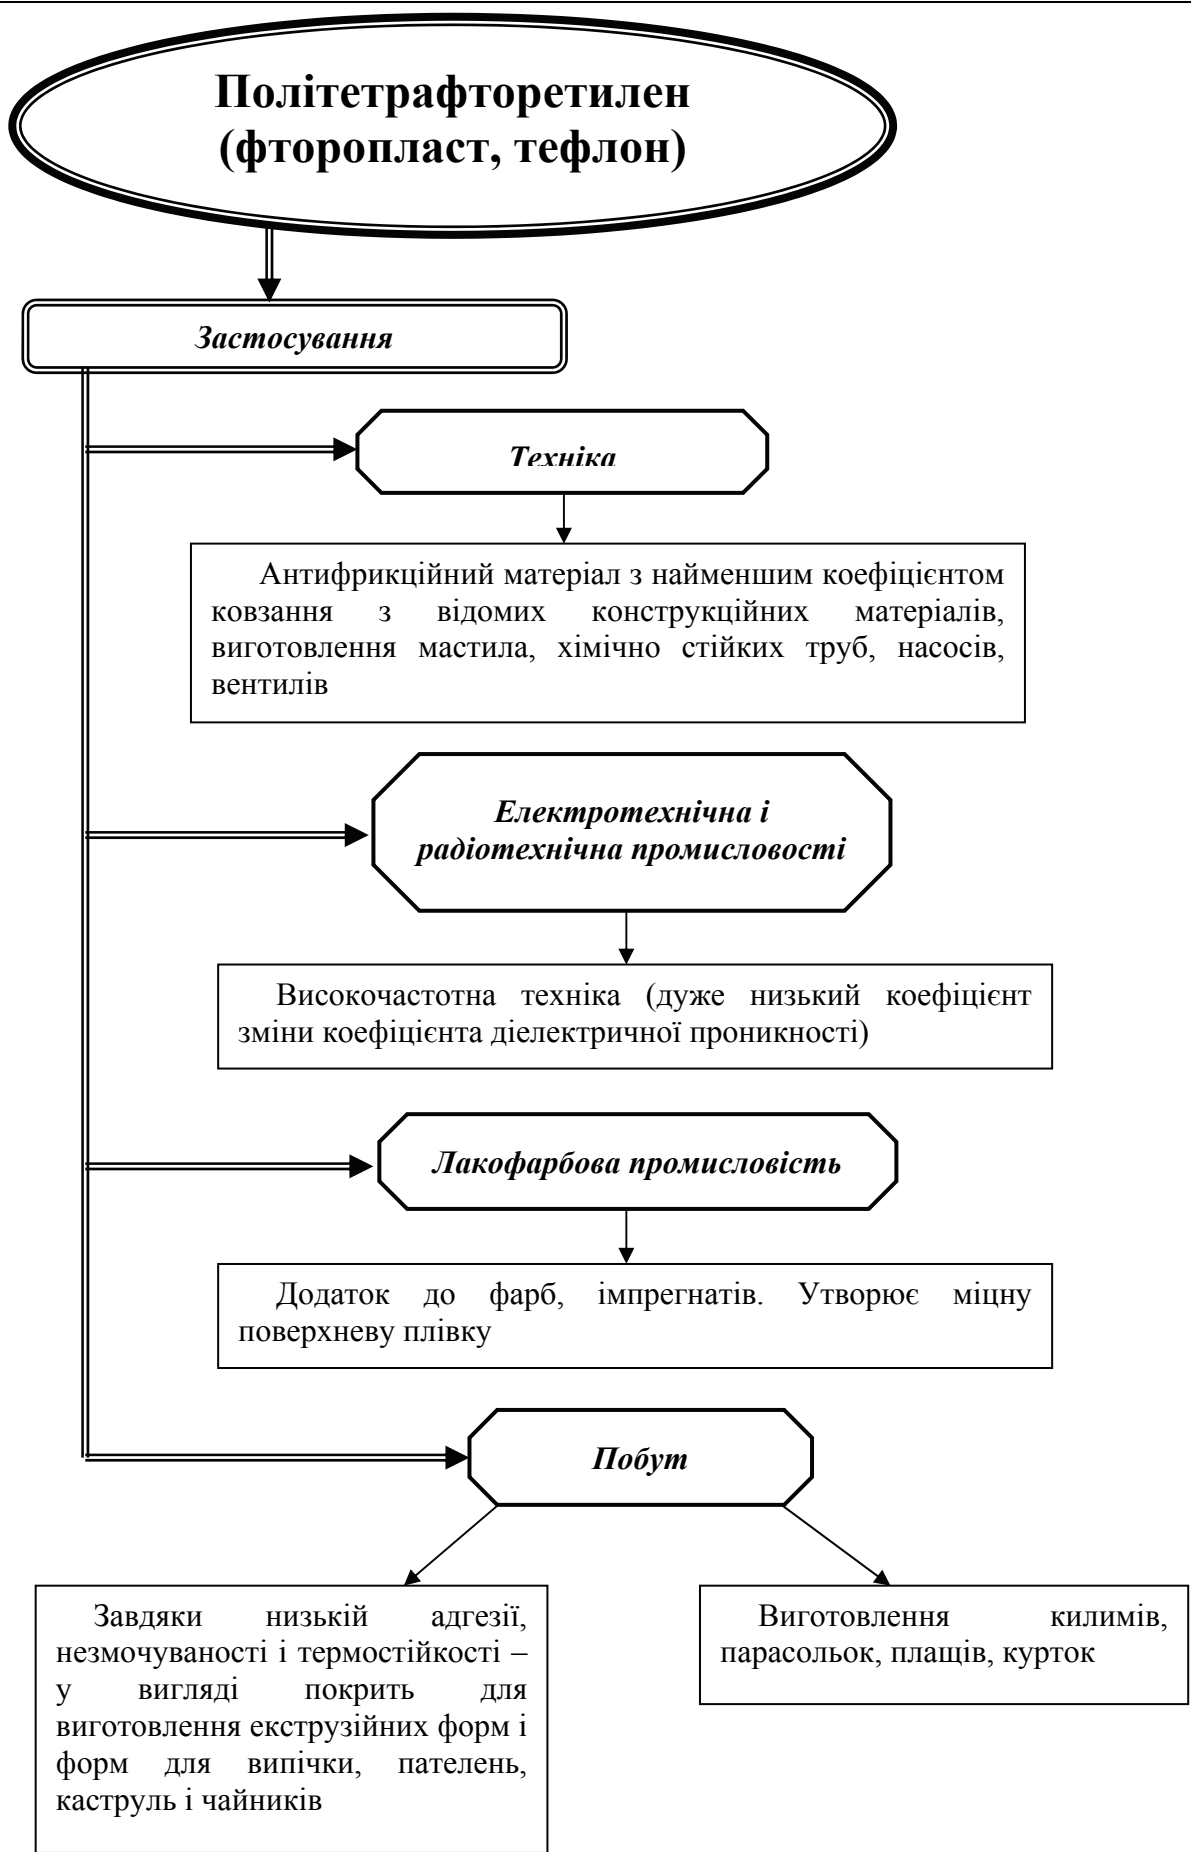 Політетрафторетилен
(фторопласт, тефлон)
Застосування
Техніка
Антифрикційний матеріал з найменшим коефіцієнтом
ковзання з відомих конструкційних матеріалів,
виготовлення мастила, хімічно стійких труб, насосів,
вентилів
Електротехнічна і
радіотехнічна промисловості
Високочастотна техніка (дуже низький коефіцієнт
зміни коефіцієнта діелектричної проникності)
Лакофарбова промисловість
Додаток до фарб, імпрегнатів. Утворює міцну
поверхневу плівку
Побут
Завдяки низькій адгезії,
незмочуваності і термостійкості –
у вигляді покрить для
виготовлення екструзійних форм і
форм для випічки, пателень,
каструль і чайників
Виготовлення килимів,
парасольок, плащів, курток